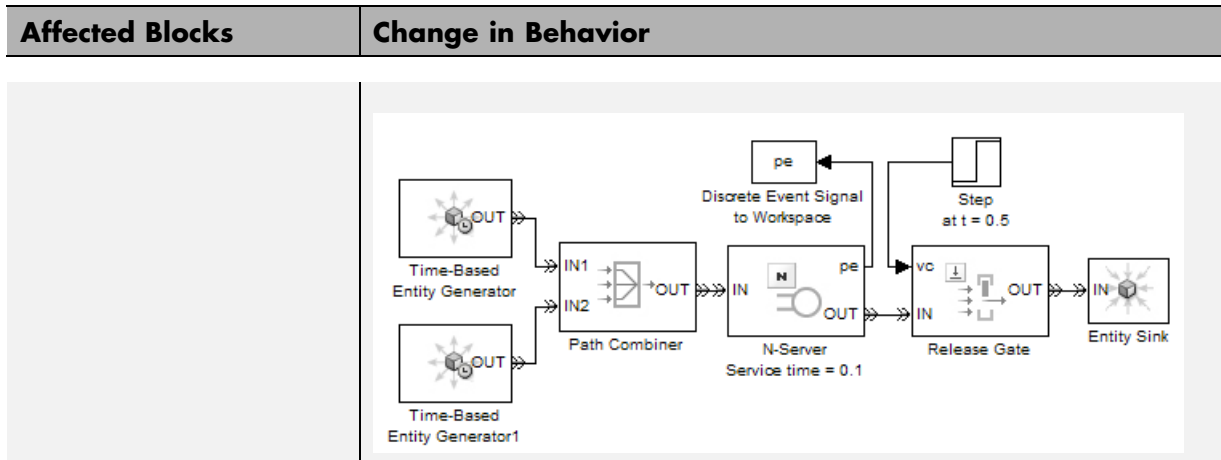 Affected Blocks
Change in Behavior
pe
Discrete Event Signal
to Workspace
Step
at t = 0.5
OUT
Time-Based
Entity Generator
IN1
IN2
OUT
Path Combiner
IN
N
pe
OUT
N-Server
Service time = 0.1
vc
IN
OUT
Release Gate
IN
Entity Sink
OUT
Time-Based
Entity Generator1